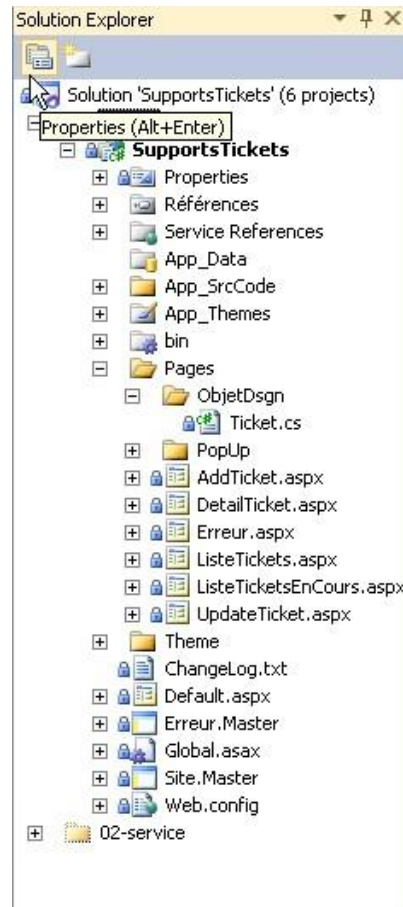 Solution Explorer
Solution 'SupportsTickets' (6 projects)
Properties (Alt+Enter)
SupportsTickets
Properties
Références
Service References
App_Data
App_SrcCode
App_Themes
bin
Pages
ObjetDsgn
Ticket.cs
PopUp
AddTicket.aspx
DetailTicket.aspx
Erreur.aspx
ListeTickets.aspx
ListeTicketsEnCours.aspx
UpdateTicket.aspx
Theme
ChangeLog.txt
Default.aspx
Erreur.Master
Global.asax
Site.Master
Web.config
02-service